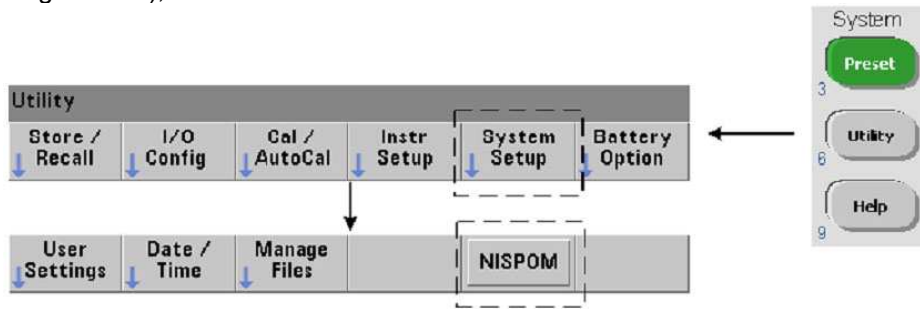 System
Preset
3
Utility
Store / I/O Cal / Instr System Battery
Recall Config AutoCal Setup Setup Option
Utility
6
User Date / Manage
Settings Time Files NISPOM
Help
9